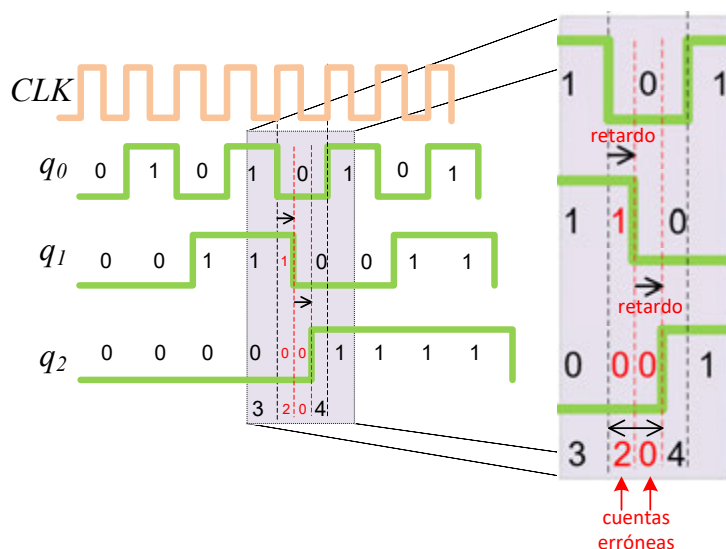 CLK
q0 0 1 0 1 0 1 0 1
q1 0 0 1 1 1 0 0 1 1
q2 0 0 0 0 0 0 1 1 1 1
3 2 0 4
1 0 1
retardo
1 1 0
retardo
0 0 0 1
3 2 0 4
cuentas
erróneas